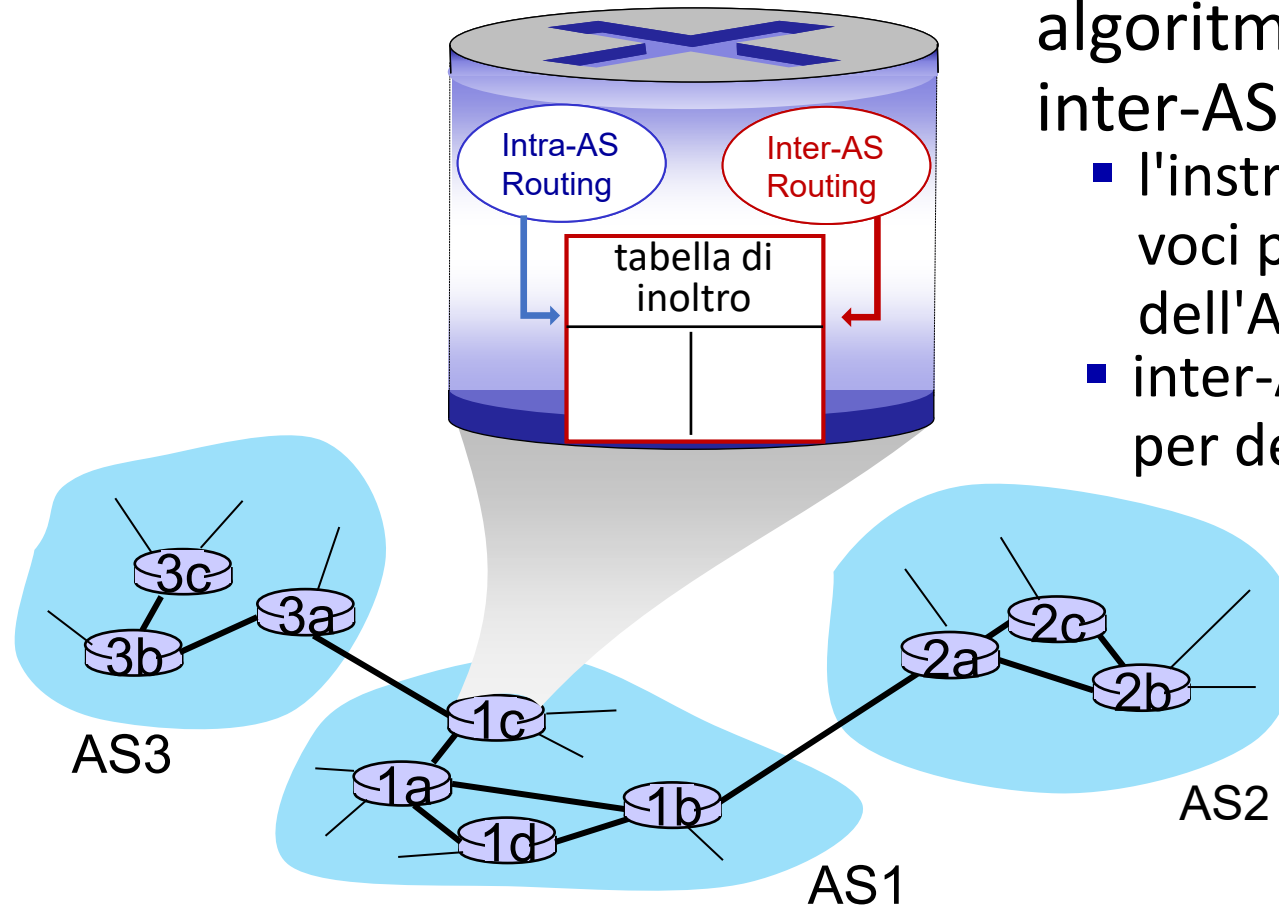 algoritm
inter-AS
l'instr
voci p
dell'A
inter-A
per de
Intra-AS
Routing
Inter-AS
Routing
tabella di
inoltro
3c
3a
3b
AS3
2c
2a
2b
AS2
1c
1a
1b
1d
AS1